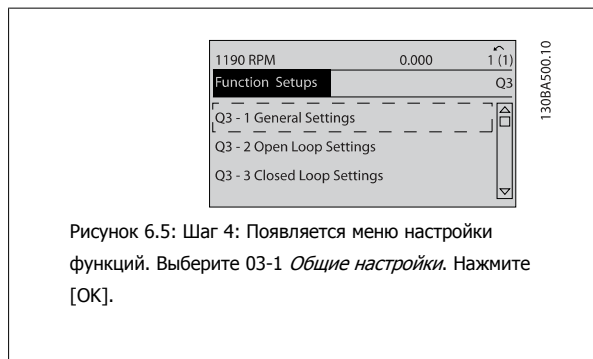 1190 RPM 0.000 1 (1)
Function Setups Q3
Q3 - 1 General Settings
Q3 - 2 Open Loop Settings
Q3 - 3 Closed Loop Settings
130BA500.10
Рисунок 6.5: Шаг 4: Появляется меню настройки
функций. Выберите 03-1 Общие настройки. Нажмите
[OK].